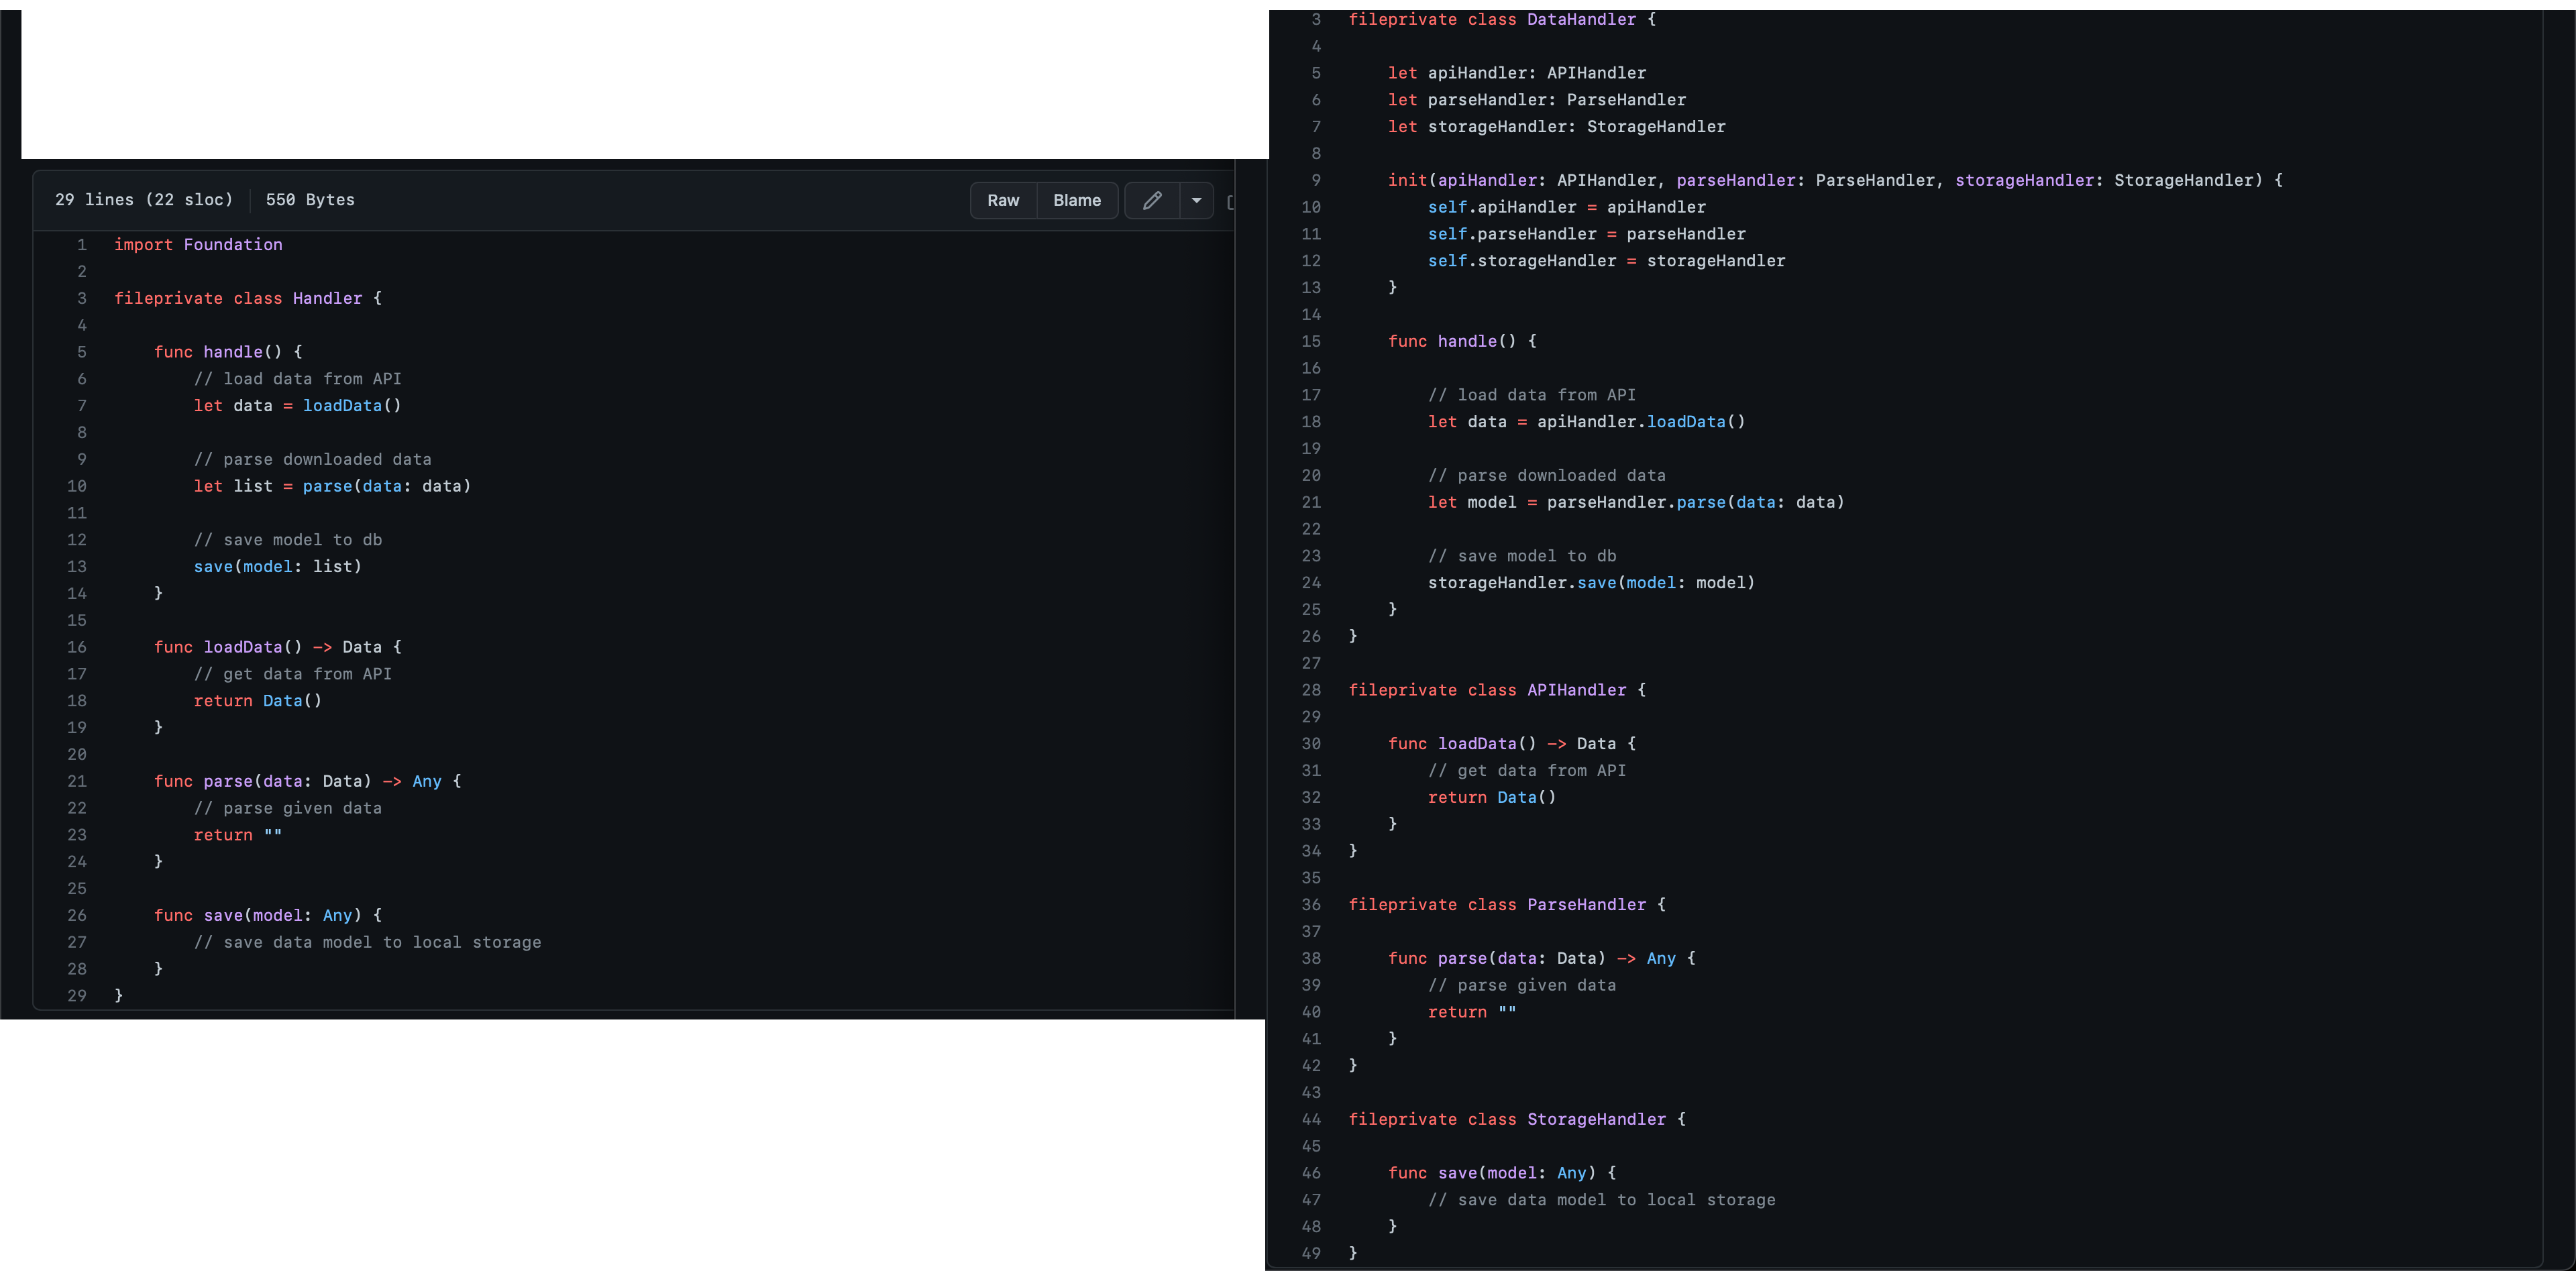 29 lines (22 sloc) 550 Bytes Raw Blame
1 import Foundation
2
3 fileprivate class Handler {
4
5     func handle() {
6         // load data from API
7         let data = loadData()
8
9         // parse downloaded data
10         let list = parse(data: data)
11
12         // save model to db
13         save(model: list)
14     }
15
16     func loadData() -> Data {
17         // get data from API
18         return Data()
19     }
20
21     func parse(data: Data) -> Any {
22         // parse given data
23         return ""
24     }
25
26     func save(model: Any) {
27         // save data model to local storage
28     }
29 }
3 fileprivate class DataHandler {
4
5     let apiHandler: APIHandler
6     let parseHandler: ParseHandler
7     let storageHandler: StorageHandler
8
9     init(apiHandler: APIHandler, parseHandler: ParseHandler, storageHandler: StorageHandler) {
10         self.apiHandler = apiHandler
11         self.parseHandler = parseHandler
12         self.storageHandler = storageHandler
13     }
14
15     func handle() {
16
17         // load data from API
18         let data = apiHandler.loadData()
19
20         // parse downloaded data
21         let model = parseHandler.parse(data: data)
22
23         // save model to db
24         storageHandler.save(model: model)
25     }
26 }
27
28 fileprivate class APIHandler {
29
30     func loadData() -> Data {
31         // get data from API
32         return Data()
33     }
34 }
35
36 fileprivate class ParseHandler {
37
38     func parse(data: Data) -> Any {
39         // parse given data
40         return ""
41     }
42 }
43
44 fileprivate class StorageHandler {
45
46     func save(model: Any) {
47         // save data model to local storage
48     }
49 }